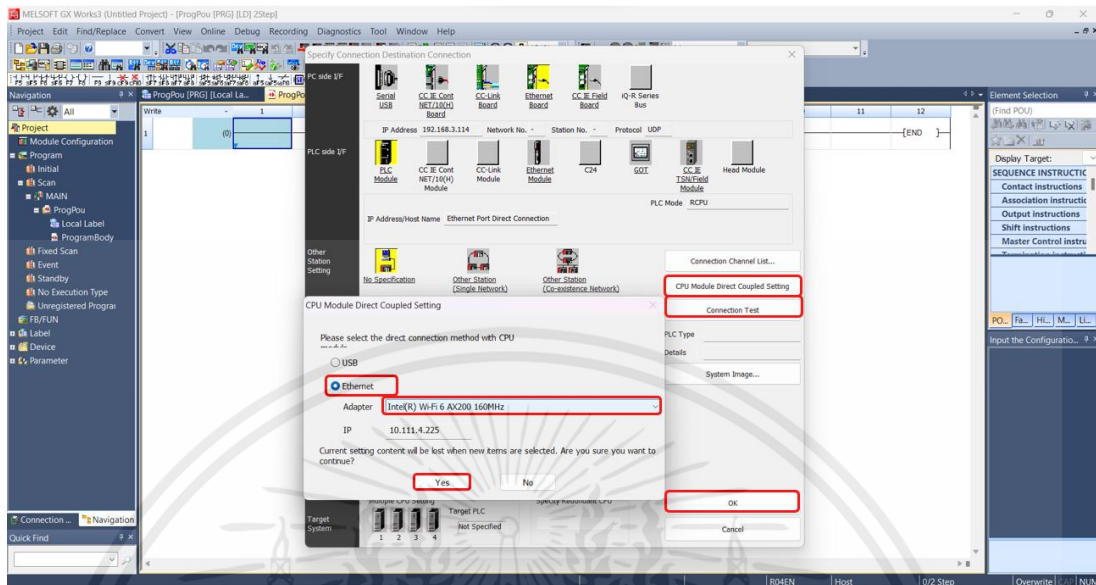 MELSOFT GX Works3 (Untitled Project) - [ProgPou [PRG] [LD] 2Step]
Project Edit Find/Replace Convert View Online Debug Recording Diagnostics Tool Window Help
Navigation
All
Project
Module Configuration
Program
Initial
Scan
MAIN
ProgPou
Local Label
ProgramBody
Fixed Scan
Event
Standby
No Execution Type
Unregistered Progra
FB/FUN
Label
Device
Parameter
Connection ... Navigation
Quick Find
ProgPou [PRG] [Local La...
ProgPo
Write 1 11 12
1 (0) END
Specify Connection Destination Connection
PC side I/F
Serial USB
CC IE Cont NET/10(H) Board
CC-Link Board
Ethernet Board
CC IE Field Board
iQ-R Series Bus
IP Address 192.168.3.114 Network No. - Station No. - Protocol UDP
PLC side I/F
PLC Module
CC IE Cont NET/10(H) Module
CC-Link Module
Ethernet Module
C24
GOT
CC IE TSN/Field Module
Head Module
PLC Mode RCPU
IP Address/Host Name Ethernet Port Direct Connection
Other Station Setting
No Specification
Other Station (Single Network)
Other Station (Co-existence Network)
Connection Channel List...
CPU Module Direct Coupled Setting
Connection Test
PLC Type
Details
System Image...
OK
Cancel
CPU Module Direct Coupled Setting
Please select the direct connection method with CPU
USB
Ethernet
Adapter Intel(R) Wi-Fi 6 AX200 160MHz
IP 10.111.4.225
Current setting content will be lost when new items are selected. Are you sure you want to
continue?
Yes No
Target System
Multiple CPU Setting
1 2 3 4
Target PLC
Not Specified
Specify Redundant CPU
Element Selection
(Find POU)
Display Target:
SEQUENCE INSTRUCTIC
Contact instructions
Association instructic
Output instructions
Shift instructions
Master Control instru
PO... Fa... Hi... M... Li...
Input the Configuratio...
R04EN Host 0/2 Step Overwrite CAP NUM